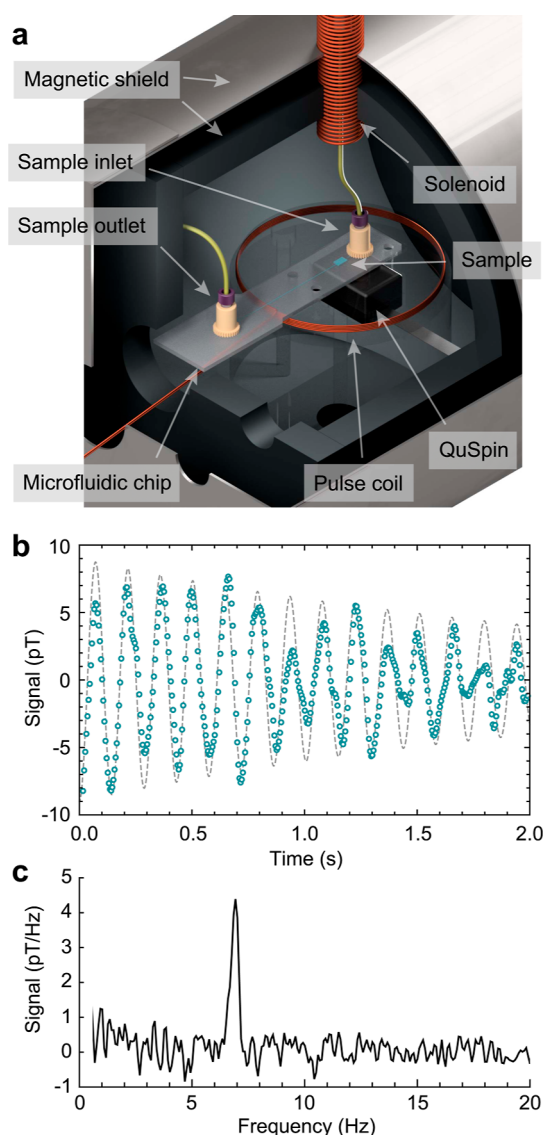 a
Magnetic shield
Sample inlet
Sample outlet
Solenoid
Sample
QuSpin
Microfluidic chip
Pulse coil
b
10
5
0
-5
-10
Signal (pT)
0.0
0.5
1.0
1.5
2.0
Time (s)
c
5
4
3
2
1
0
-1
Signal (pT/Hz)
0
5
10
15
20
Frequency (Hz)